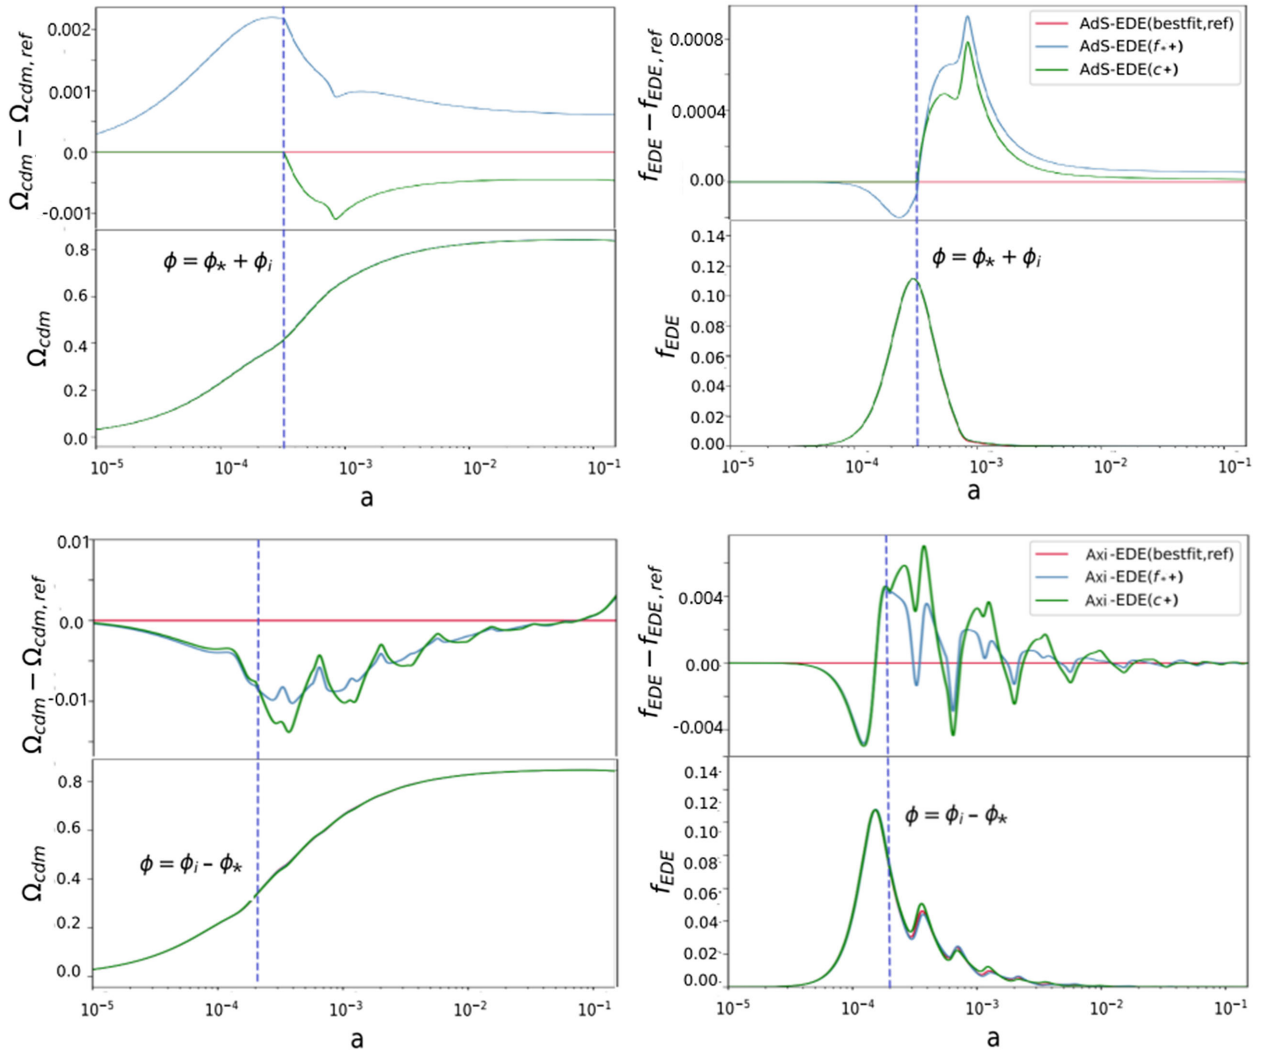 Ω_cdm − Ω_cdm, ref
0.002
0.001
0.0
-0.001
Ω_cdm
0.8
0.6
0.4
0.2
0.0
ϕ = ϕ⋆ + ϕ_i
10⁻⁵ 10⁻⁴ 10⁻³ 10⁻² 10⁻¹
a
f_EDE − f_EDE, ref
0.0008
0.0004
0.00
AdS-EDE(bestfit,ref)
AdS-EDE(f⋆+)
AdS-EDE(c+)
f_EDE
0.14
0.12
0.10
0.08
0.06
0.04
0.02
0.00
ϕ = ϕ⋆ + ϕ_i
10⁻⁵ 10⁻⁴ 10⁻³ 10⁻² 10⁻¹
a
Ω_cdm − Ω_cdm, ref
0.01
0.0
-0.01
Ω_cdm
0.8
0.6
0.4
0.2
0.0
ϕ = ϕ_i − ϕ⋆
10⁻⁵ 10⁻⁴ 10⁻³ 10⁻² 10⁻¹
a
f_EDE − f_EDE, ref
0.004
0.00
-0.004
Axi-EDE(bestfit,ref)
Axi-EDE(f⋆+)
Axi-EDE(c+)
f_EDE
0.14
0.12
0.10
0.08
0.06
0.04
0.02
0.00
ϕ = ϕ_i − ϕ⋆
10⁻⁵ 10⁻⁴ 10⁻³ 10⁻² 10⁻¹
a